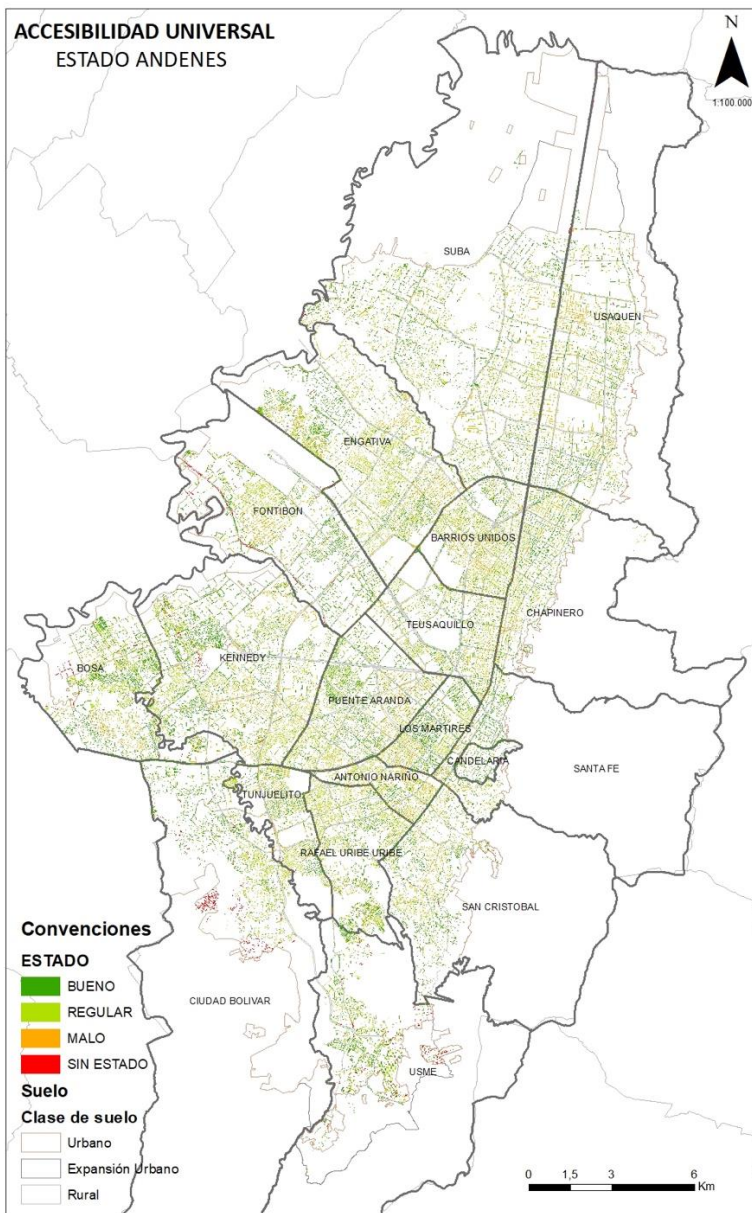 ACCESIBILIDAD UNIVERSAL
ESTADO ANDENES
N
1:100.000
SUBA
USAQUEN
ENGATIVA
FONTIBON
BARRIOS UNIDOS
CHAPINERO
TEUSAQUILLO
KENNEDY
BOSA
PUENTE ARANDA
LOS MARTIRES
CANDELARIA
SANTA FE
ANTONIO NARIÑO
TUNJUELITO
RAFAEL URIBE URIBE
SAN CRISTOBAL
CIUDAD BOLIVAR
USME
Convenciones
ESTADO
BUENO
REGULAR
MALO
SIN ESTADO
Suelo
Clase de suelo
Urbano
Expansión Urbano
Rural
0 1,5 3 6
Km